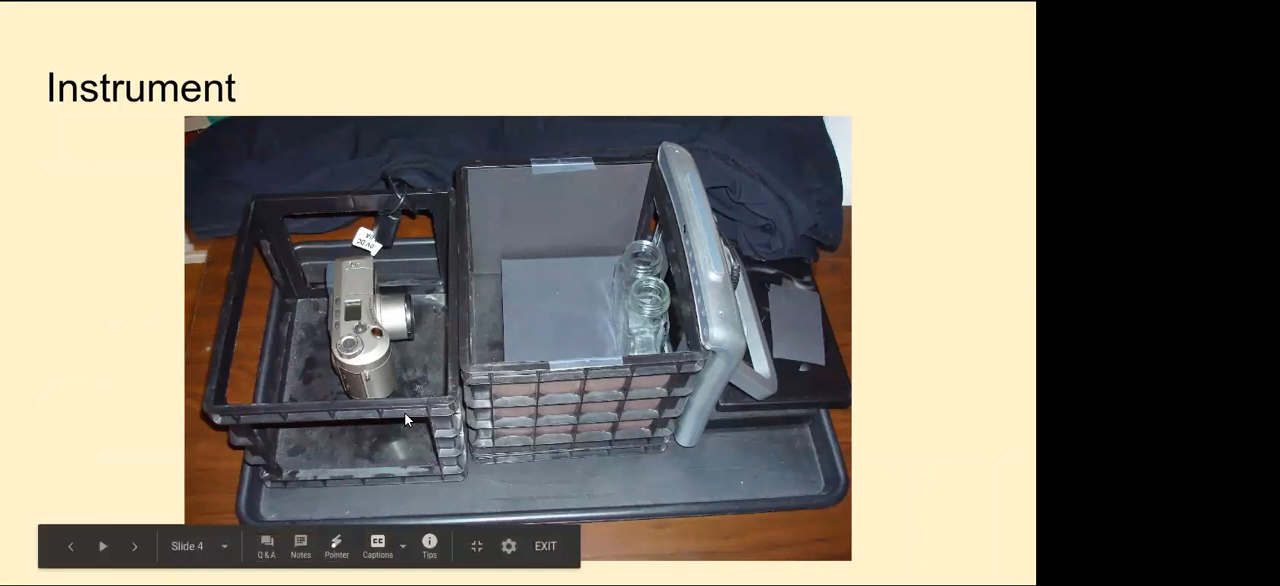 Instrument
Slide 4
Q & A
Notes
Pointer
Captions
Tips
EXIT